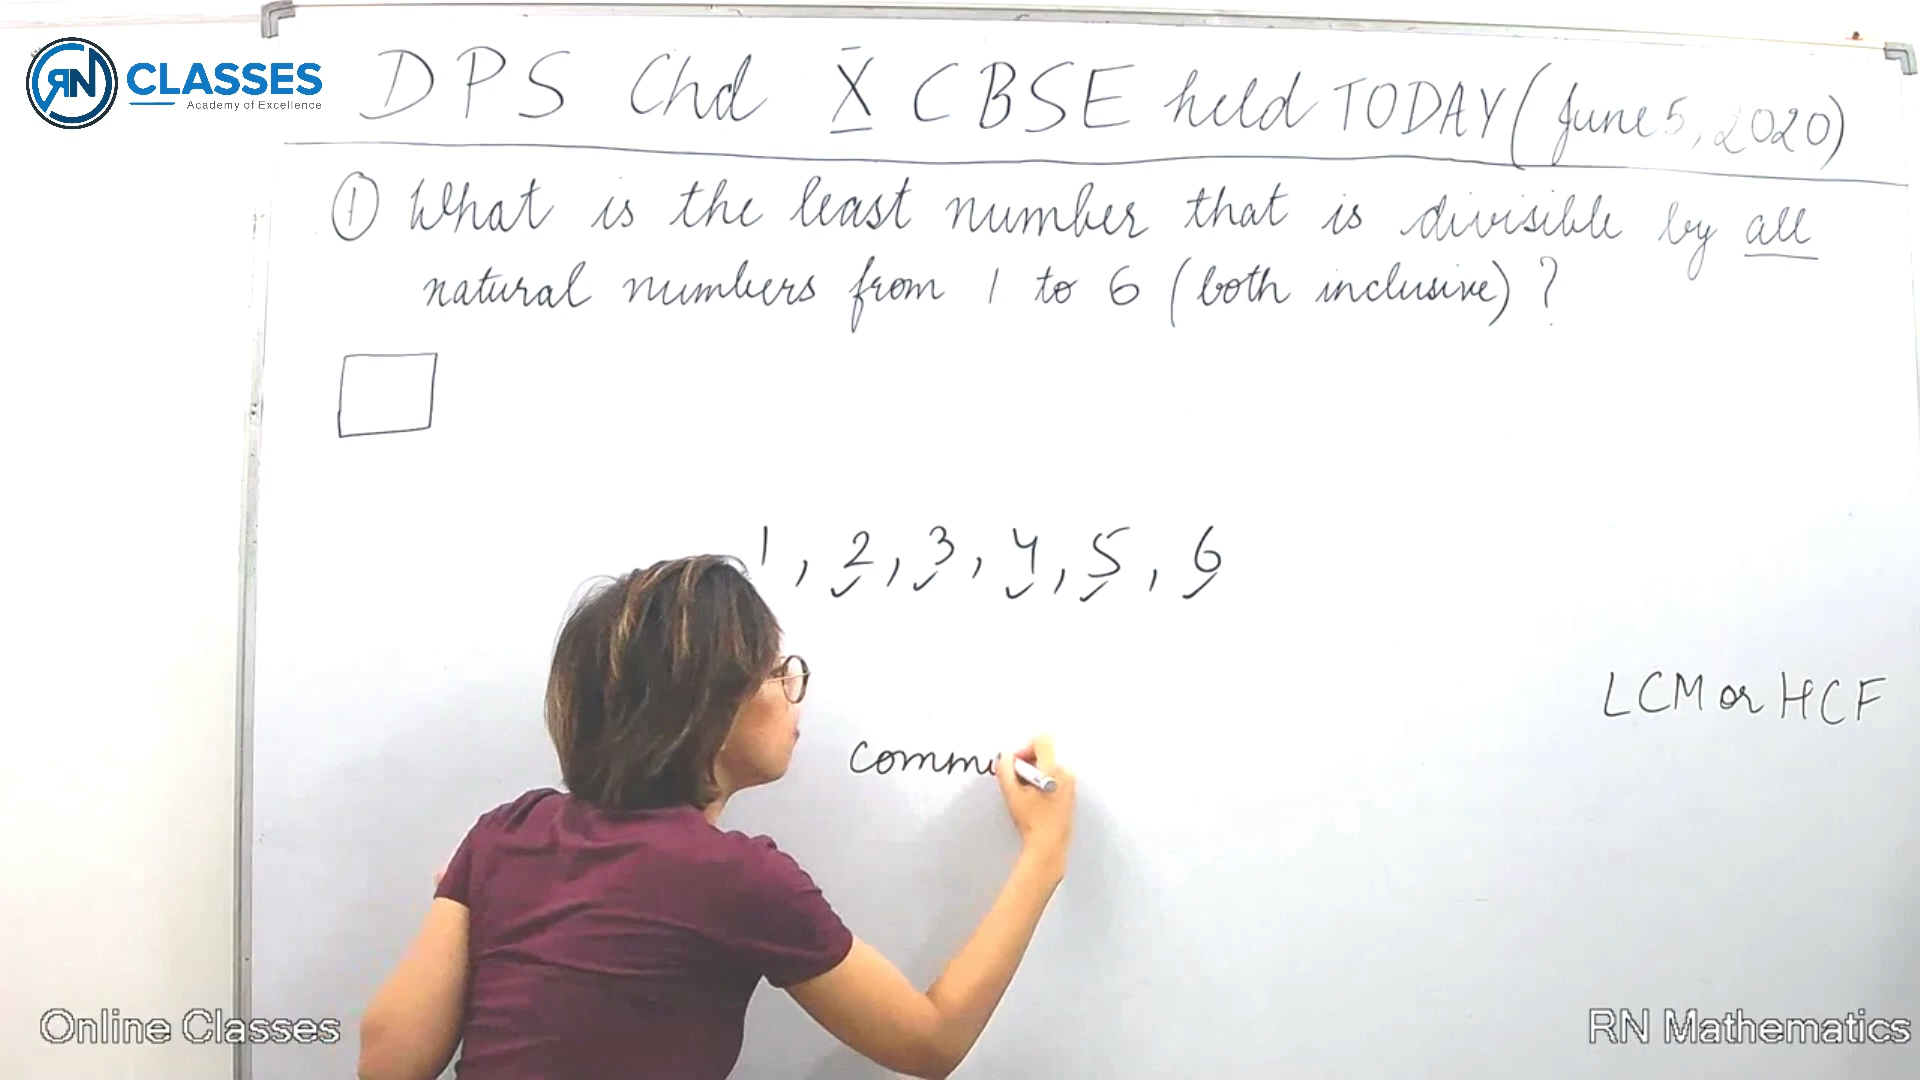 RN CLASSES
Academy of Excellence
DPS Chd X CBSE held TODAY (June 5, 2020)
① What is the least number that is divisible by all
natural numbers from 1 to 6 (both inclusive) ?
1, 2, 3, 4, 5, 6
LCM or HCF
comm
Online Classes
RN Mathematics